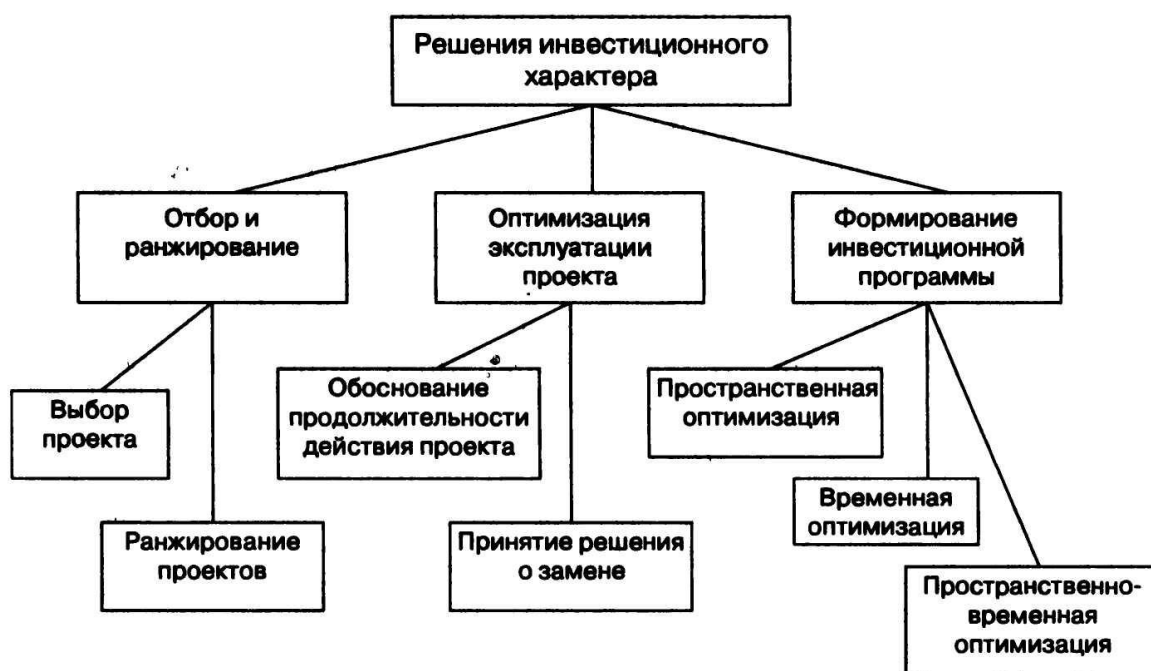 Решения инвестиционного
характера
Отбор и
ранжирование
Оптимизация
эксплуатации
проекта
Формирование
инвестиционной
программы
Выбор
проекта
Обоснование
продолжительности
действия проекта
Пространственная
оптимизация
Временная
оптимизация
Ранжирование
проектов
Принятие решения
о замене
Пространственно-
временная
оптимизация